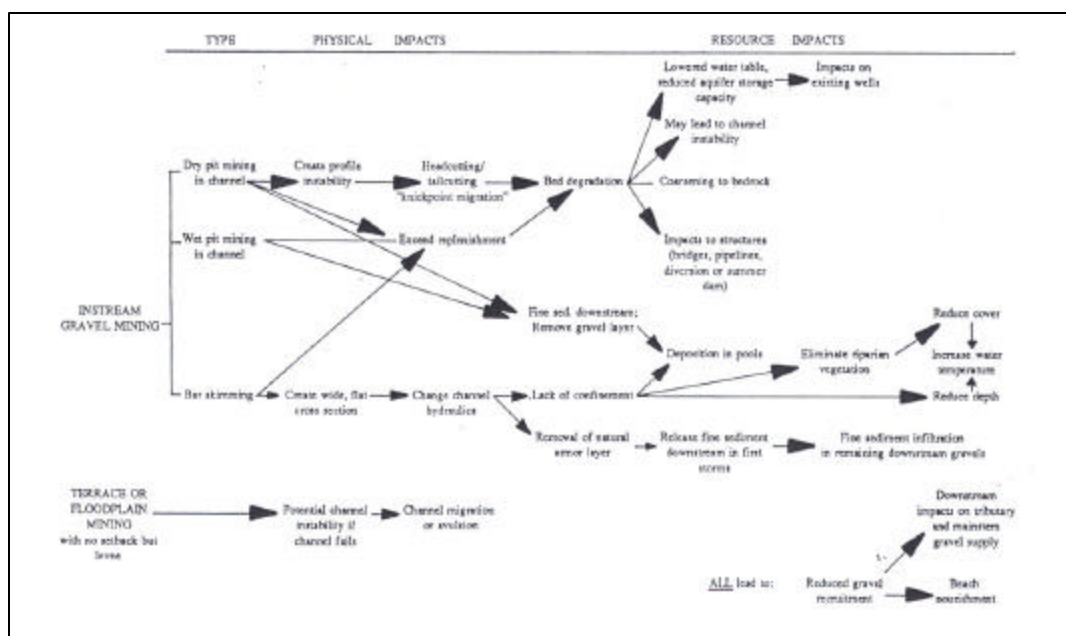 TYPE PHYSICAL IMPACTS RESOURCE IMPACTS
Lowered water table,
reduced aquifer storage
capacity
Impacts on
existing wells
May lead to channel
instability
Dry pit mining
in channel
Create profile
instability
Headcutting/
tailcutting
"knickpoint migration"
Bed degradation
Coarsening to bedrock
Wet pit mining
in channel
Exceed replenishment
Impacts to structures
(bridges, pipelines,
diversion or summer
dam)
INSTREAM
GRAVEL MINING
Fine sed. downstream;
Remove gravel layer
Reduce cover
Deposition in pools
Eliminate riparian
vegetation
Increase water
temperature
Bar skimming
Create wide, flat
cross section
Change channel
hydraulics
Lack of confinement
Reduce depth
Removal of natural
armor layer
Release fine sediment
downstream in first
storms
Fine sediment infiltration
in remaining downstream gravels
TERRACE OR
FLOODPLAIN
MINING
with no setback but
levee
Potential channel
instability if
channel fails
Channel migration
or avulsion
Downstream
impacts on tributary
and mainstem
gravel supply
ALL lead to:
Reduced gravel
recruitment
Beach
nourishment